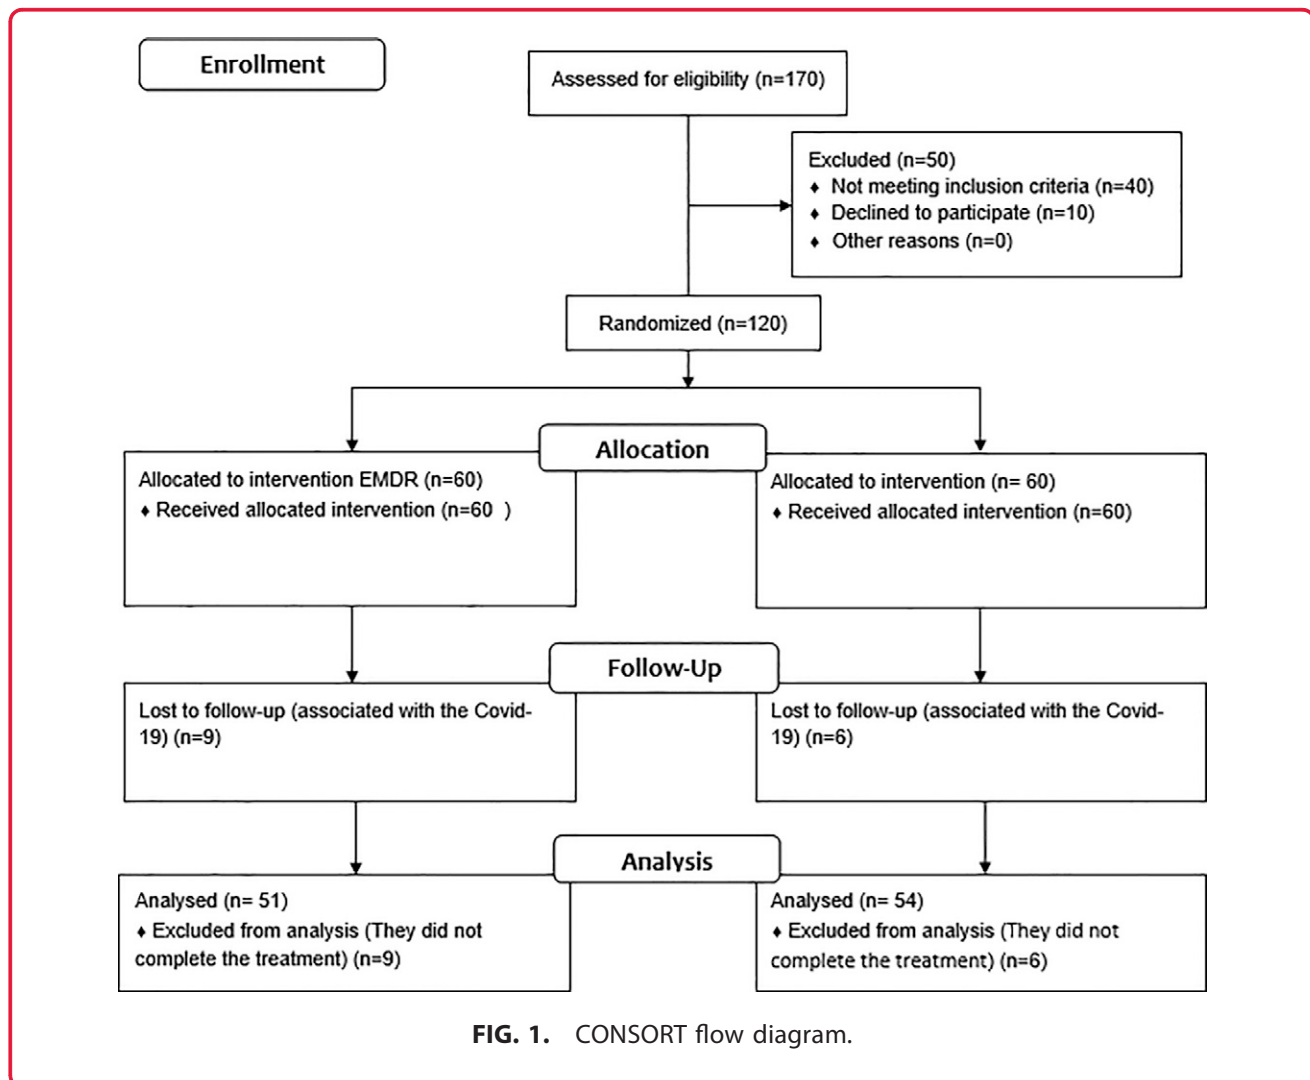 Enrollment
Assessed for eligibility (n=170)
Excluded (n=50)
♦ Not meeting inclusion criteria (n=40)
♦ Declined to participate (n=10)
♦ Other reasons (n=0)
Randomized (n=120)
Allocation
Allocated to intervention EMDR (n=60)
♦ Received allocated intervention (n=60 )
Allocated to intervention (n= 60)
♦ Received allocated intervention (n=60)
Follow-Up
Lost to follow-up (associated with the Covid-
19) (n=9)
Lost to follow-up (associated with the Covid-
19) (n=6)
Analysis
Analysed (n= 51)
♦ Excluded from analysis (They did not
complete the treatment) (n=9)
Analysed (n= 54)
♦ Excluded from analysis (They did not
complete the treatment) (n=6)
FIG. 1. CONSORT flow diagram.